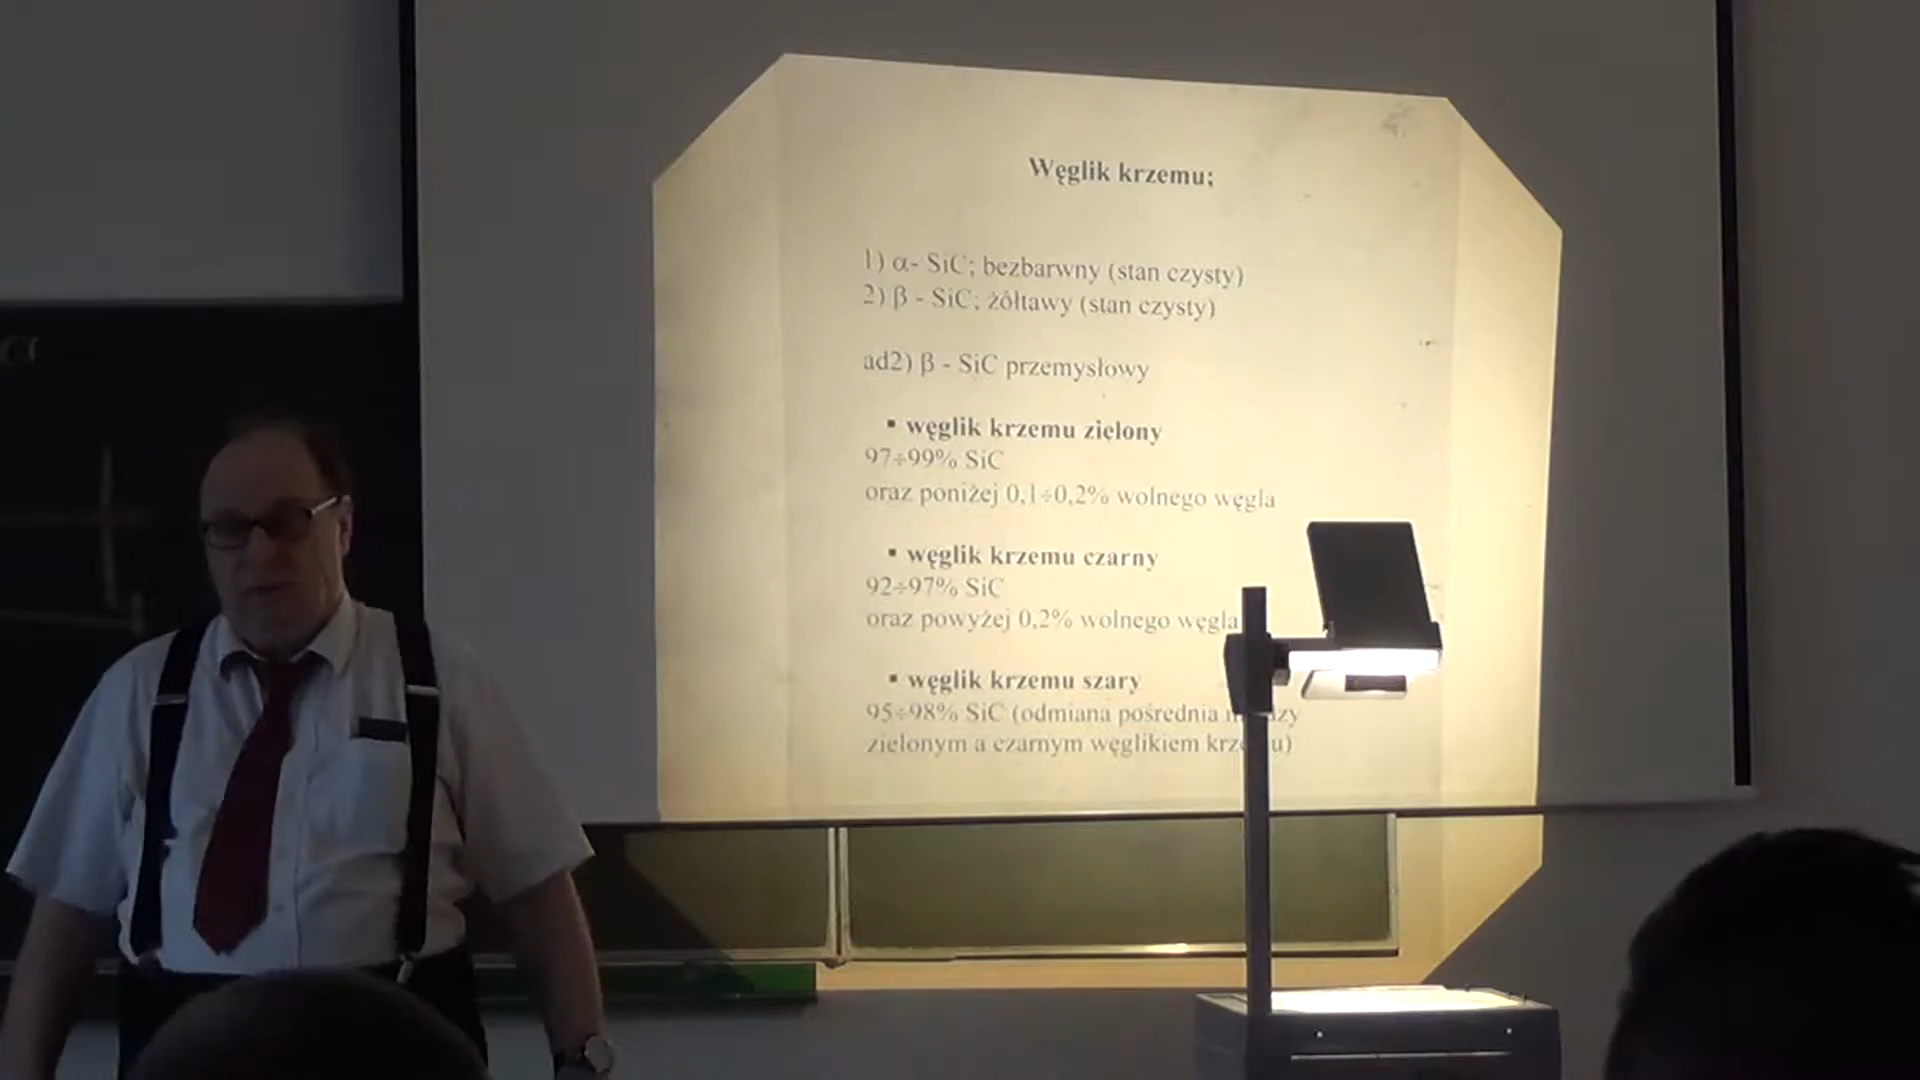 Węglik krzemu;
1) α- SiC; bezbarwny (stan czysty)
2) β - SiC; żółtawy (stan czysty)
ad2) β - SiC przemysłowy
▪ węglik krzemu zielony
97÷99% SiC
oraz poniżej 0,1÷0,2% wolnego węgla
▪ węglik krzemu czarny
92÷97% SiC
oraz powyżej 0,2% wolnego węgla
▪ węglik krzemu szary
95÷98% SiC (odmiana pośrednia
zielonym a czarnym węglikiem